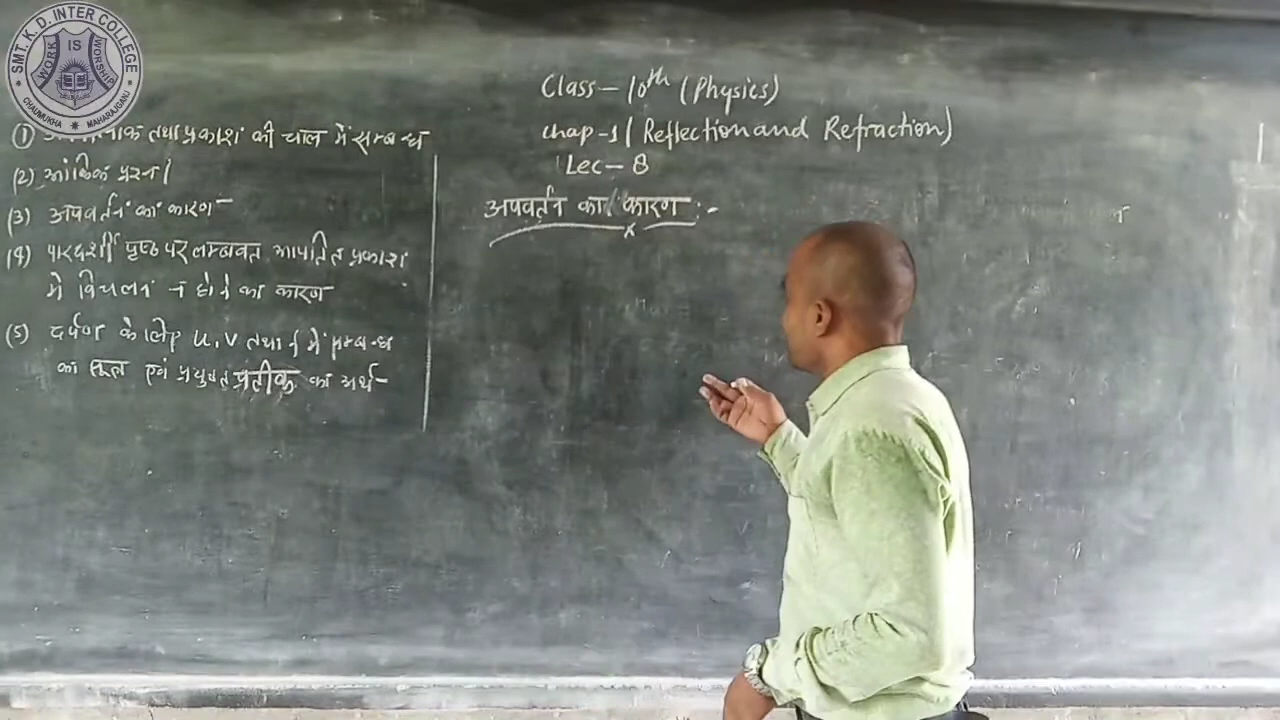 SMT. K. D. INTER COLLEGE
WORK IS WORSHIP
CHAUMUKHA MAHARAJGANJ
Class - 10th (Physics)
chap-1 (Reflection and Refraction)
Lec - 8
अपवर्तन का कारण :-
(1) तथा प्रकाश की चाल में सम्बन्ध
(2) आंकिक प्रश्न।
(3) अपवर्तन का कारण -
(4) पारदर्शी पृष्ठ पर लम्बवत आपतित प्रकाश
में विचलन न होने का कारण
(5) दर्पण के लिए u, v तथा f में सम्बन्ध
का सूत्र एवं प्रयुक्त प्रतीक का अर्थ -